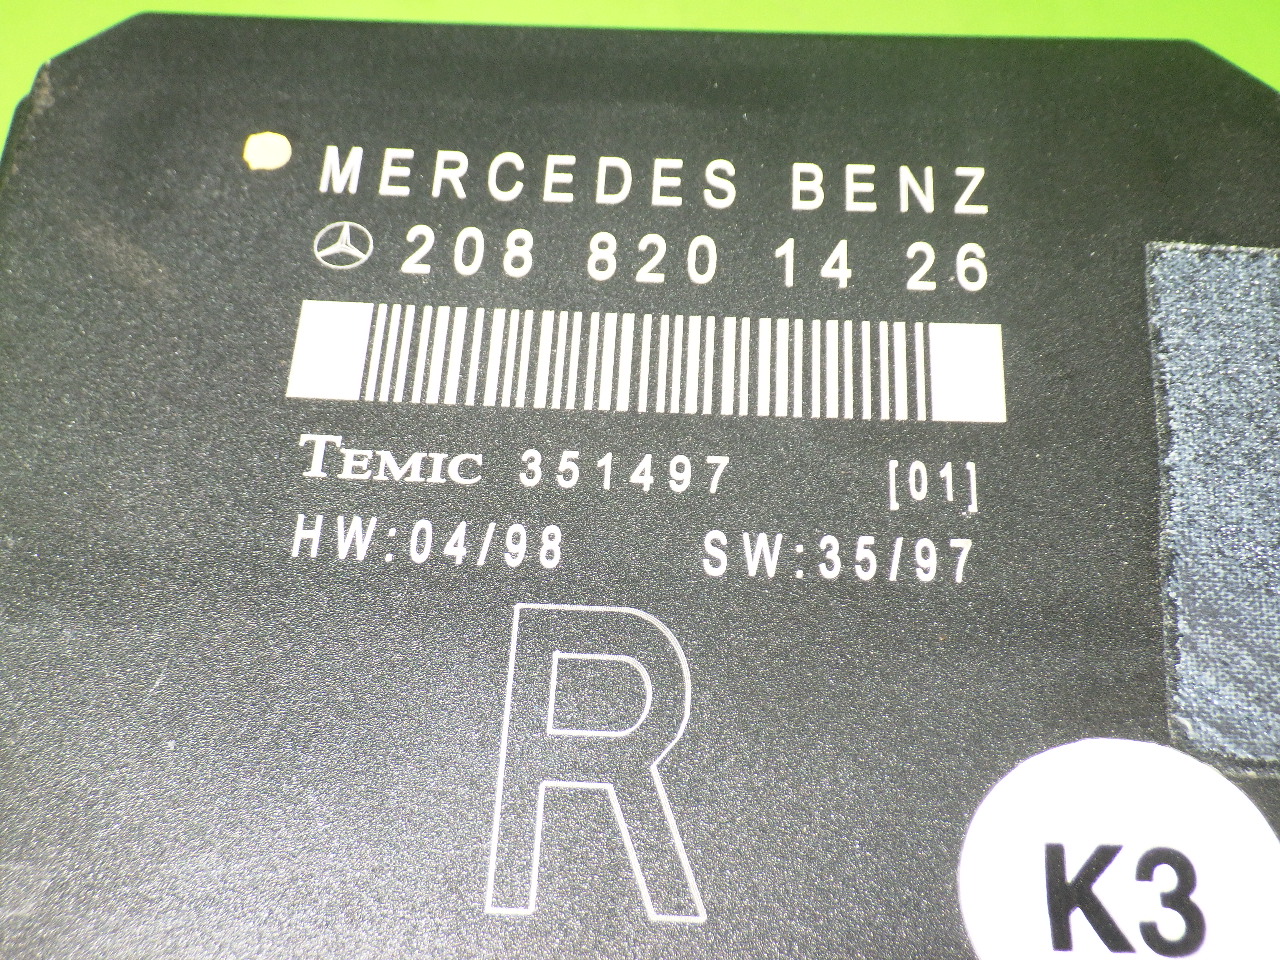 MERCEDES BENZ
208 820 14 26
TEMIC 351497 [01]
HW:04/98 SW:35/97
R
K3